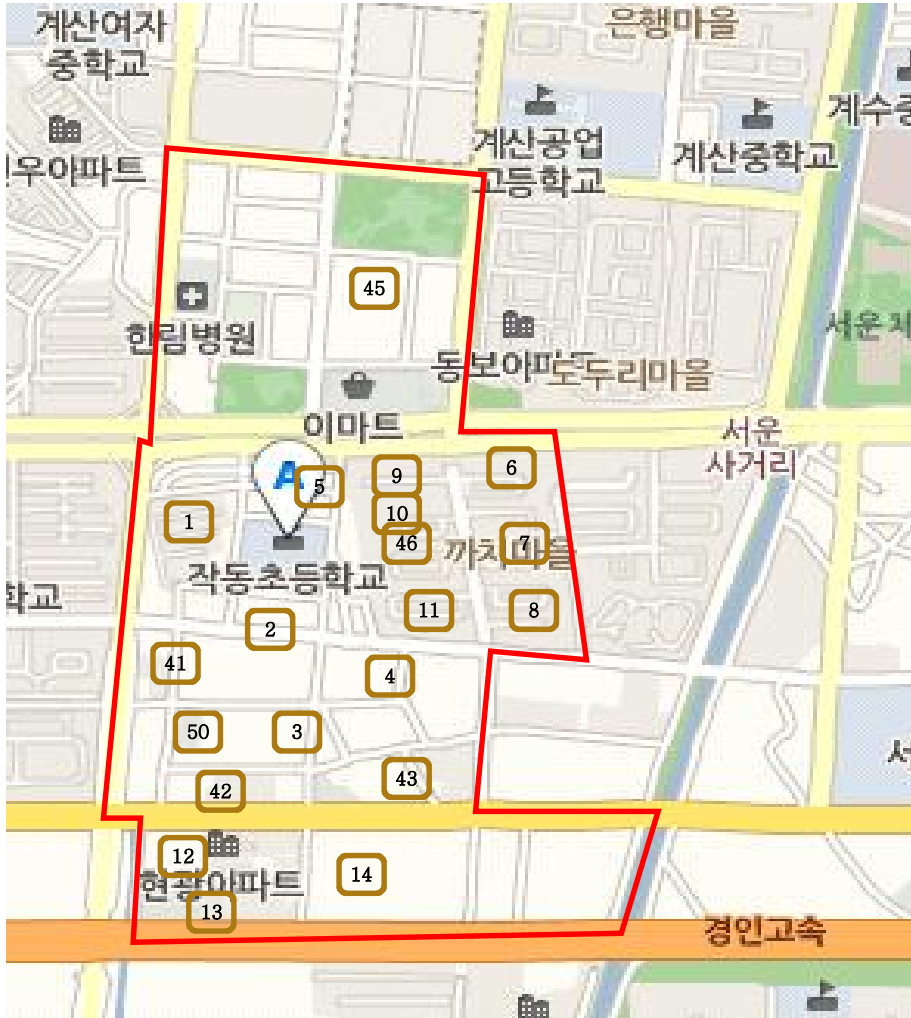 계산여자
중학교
은행마을
계수중
계산공업
고등학교
계산중학교
우아파트
45
한림병원
동보아파트
도두리마을
서운
이마트
서운
사거리
A
5
9
6
1
10
46
까치마을
7
작동초등학교
학교
11
8
2
41
4
50
3
42
43
서
12
현광아파트
14
13
경인고속